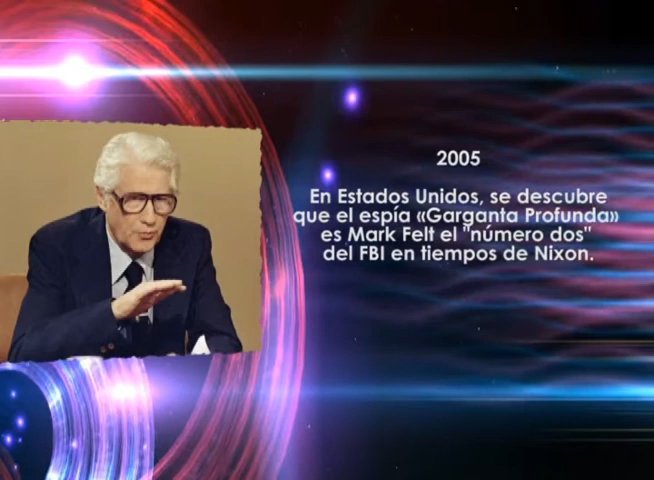 2005
En Estados Unidos, se descubre
que el espía «Garganta Profunda»
es Mark Felt el "número dos"
del FBI en tiempos de Nixon.